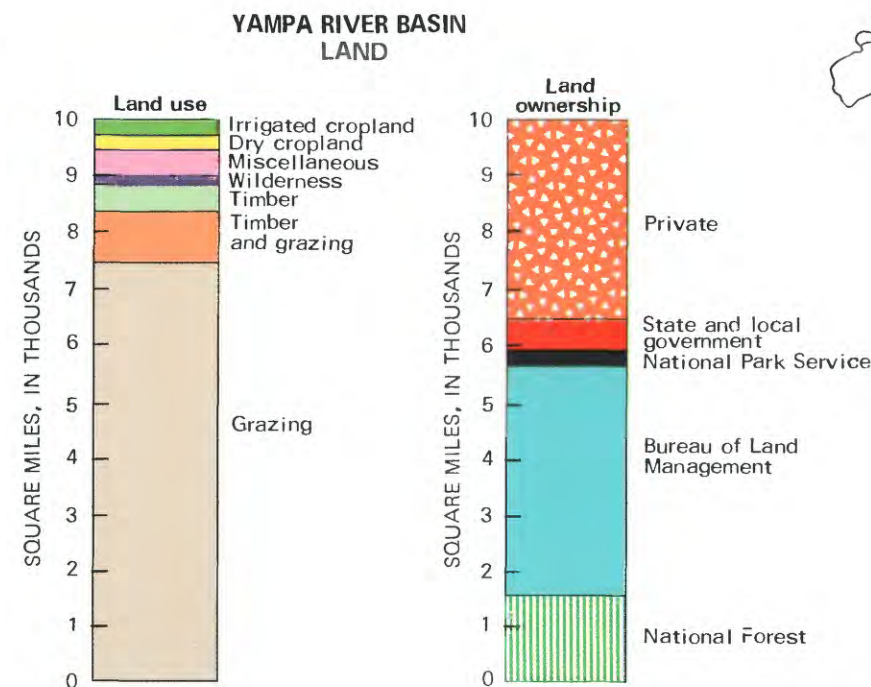 YAMPA RIVER BASIN
LAND
Land use
10
9
8
7
6
5
4
3
2
1
0
SQUARE MILES, IN THOUSANDS
Irrigated cropland
Dry cropland
Miscellaneous
Wilderness
Timber
Timber
and grazing
Grazing
Land
ownership
10
9
8
7
6
5
4
3
2
1
0
SQUARE MILES, IN THOUSANDS
Private
State and local
government
National Park Service
Bureau of Land
Management
National Forest